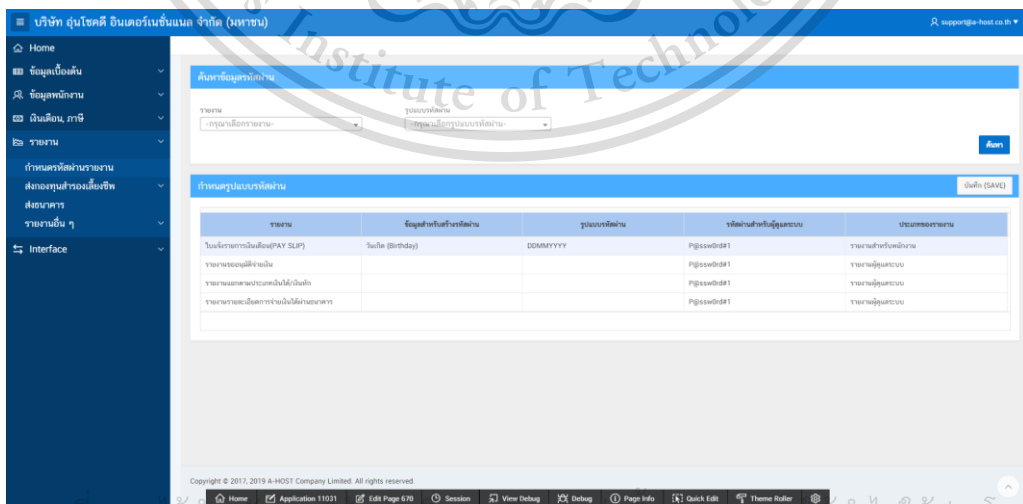 บริษัท อุ่นโชคดี อินเตอร์เนชั่นแนล จำกัด (มหาชน)
support@a-host.co.th
Institute of Technolo
Home
ข้อมูลเบื้องต้น
ข้อมูลพนักงาน
เงินเดือน, ภาษี
รายงาน
กำหนดรหัสผ่านรายงาน
ส่งกองทุนสำรองเลี้ยงชีพ
ส่งธนาคาร
รายงานอื่น ๆ
Interface
ค้นหาข้อมูลรหัสผ่าน
รายงาน รูปแบบรหัสผ่าน
-กรุณาเลือกรายงาน- -กรุณาเลือกรูปแบบรหัสผ่าน-
ค้นหา
กำหนดรูปแบบรหัสผ่าน บันทึก (SAVE)
รายงาน ข้อมูลสำหรับสร้างรหัสผ่าน รูปแบบรหัสผ่าน รหัสผ่านสำหรับผู้ดูแลระบบ ประเภทของรายงาน
ใบแจ้งรายการเงินเดือน(PAY SLIP) วันเกิด (Birthday) DDMMYYYY P@ssw0rd#1 รายงานสำหรับพนักงาน
รายงานรออนุมัติจ่ายเงิน P@ssw0rd#1 รายงานผู้ดูแลระบบ
รายงานแยกตามประเภทเงินได้/เงินหัก P@ssw0rd#1 รายงานผู้ดูแลระบบ
รายงานรายละเอียดการจ่ายเงินได้ผ่านธนาคาร P@ssw0rd#1 รายงานผู้ดูแลระบบ
Copyright © 2017, 2019 A-HOST Company Limited. All rights reserved.
Home Application 11031 Edit Page 670 Session View Debug Debug Page Info Quick Edit Theme Roller